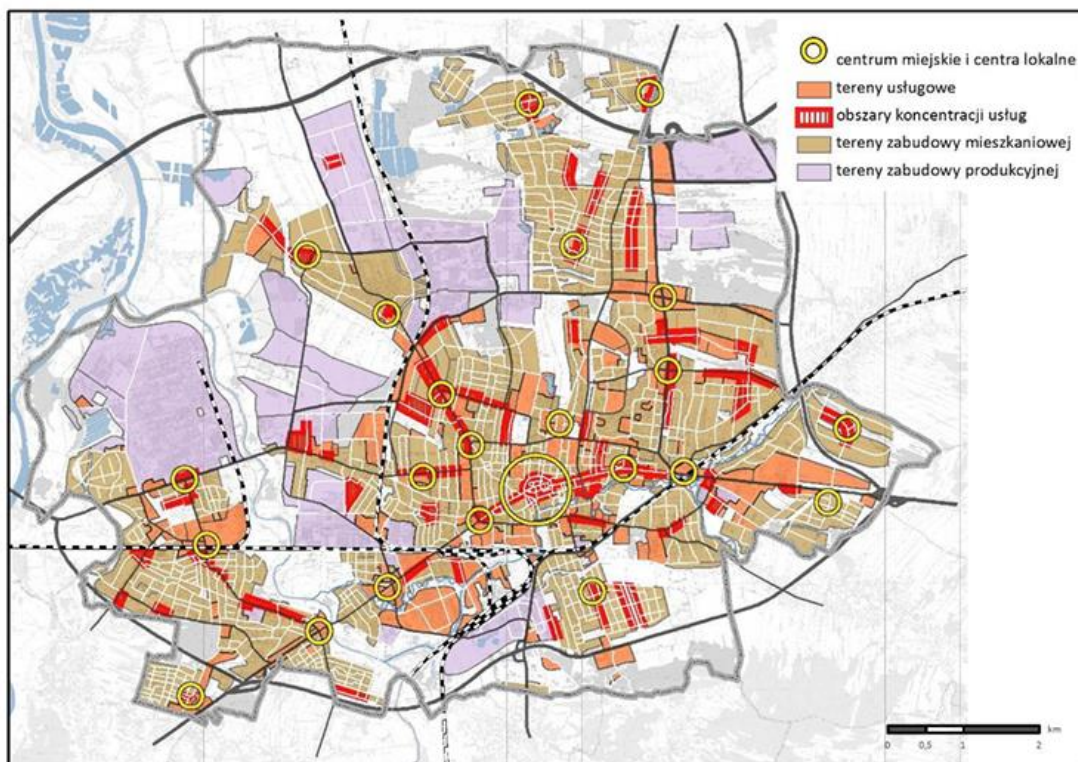 centrum miejskie i centra lokalne
tereny usługowe
obszary koncentracji usług
tereny zabudowy mieszkaniowej
tereny zabudowy produkcyjnej
km
0 0,5 1 2